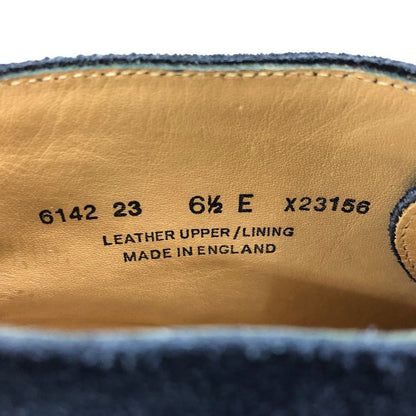 6142 23 6½ E X23156
LEATHER UPPER/LINING
MADE IN ENGLAND